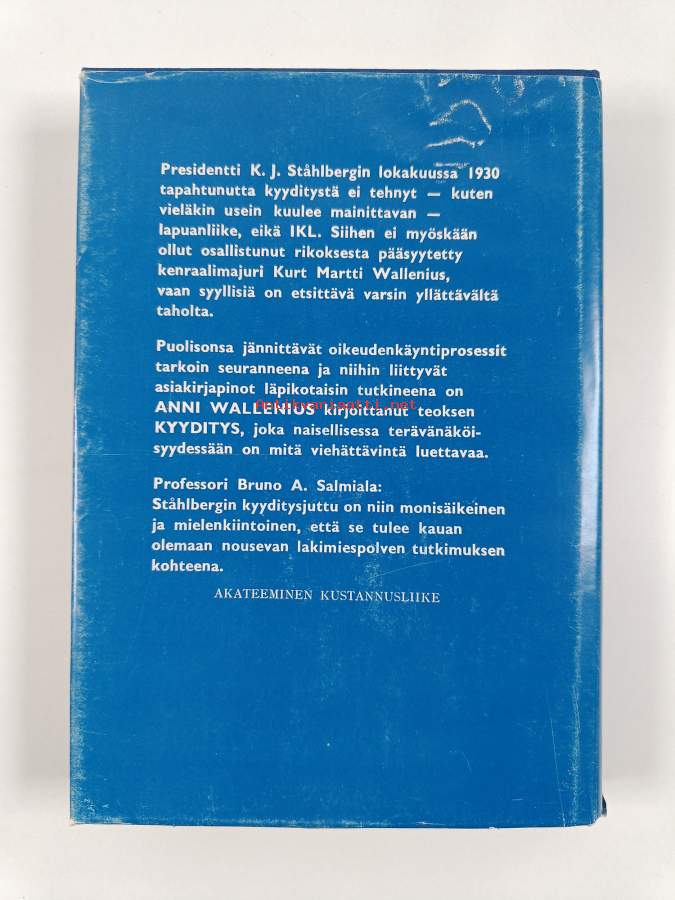 Presidentti K. J. Ståhlbergin lokakuussa 1930
tapahtunutta kyyditystä ei tehnyt — kuten
vieläkin usein kuulee mainittavan —
lapuanliike, eikä IKL. Siihen ei myöskään
ollut osallistunut rikoksesta pääsyytetty
kenraalimajuri Kurt Martti Wallenius,
vaan syyllisiä on etsittävä varsin yllättävältä
taholta.
Puolisonsa jännittävät oikeudenkäyntiprosessit
tarkoin seuranneena ja niihin liittyvät
asiakirjapinot läpikotaisin tutkineena on
antikvariaatti.net
ANNI WALLENIUS kirjoittanut teoksen
KYYDITYS, joka naisellisessa terävänäköi-
syydessään on mitä viehättävintä luettavaa.
Professori Bruno A. Salmiala:
Ståhlbergin kyyditysjuttu on niin monisäikeinen
ja mielenkiintoinen, että se tulee kauan
olemaan nousevan lakimiespolven tutkimuksen
kohteena.
AKATEEMINEN KUSTANNUSLIIKE